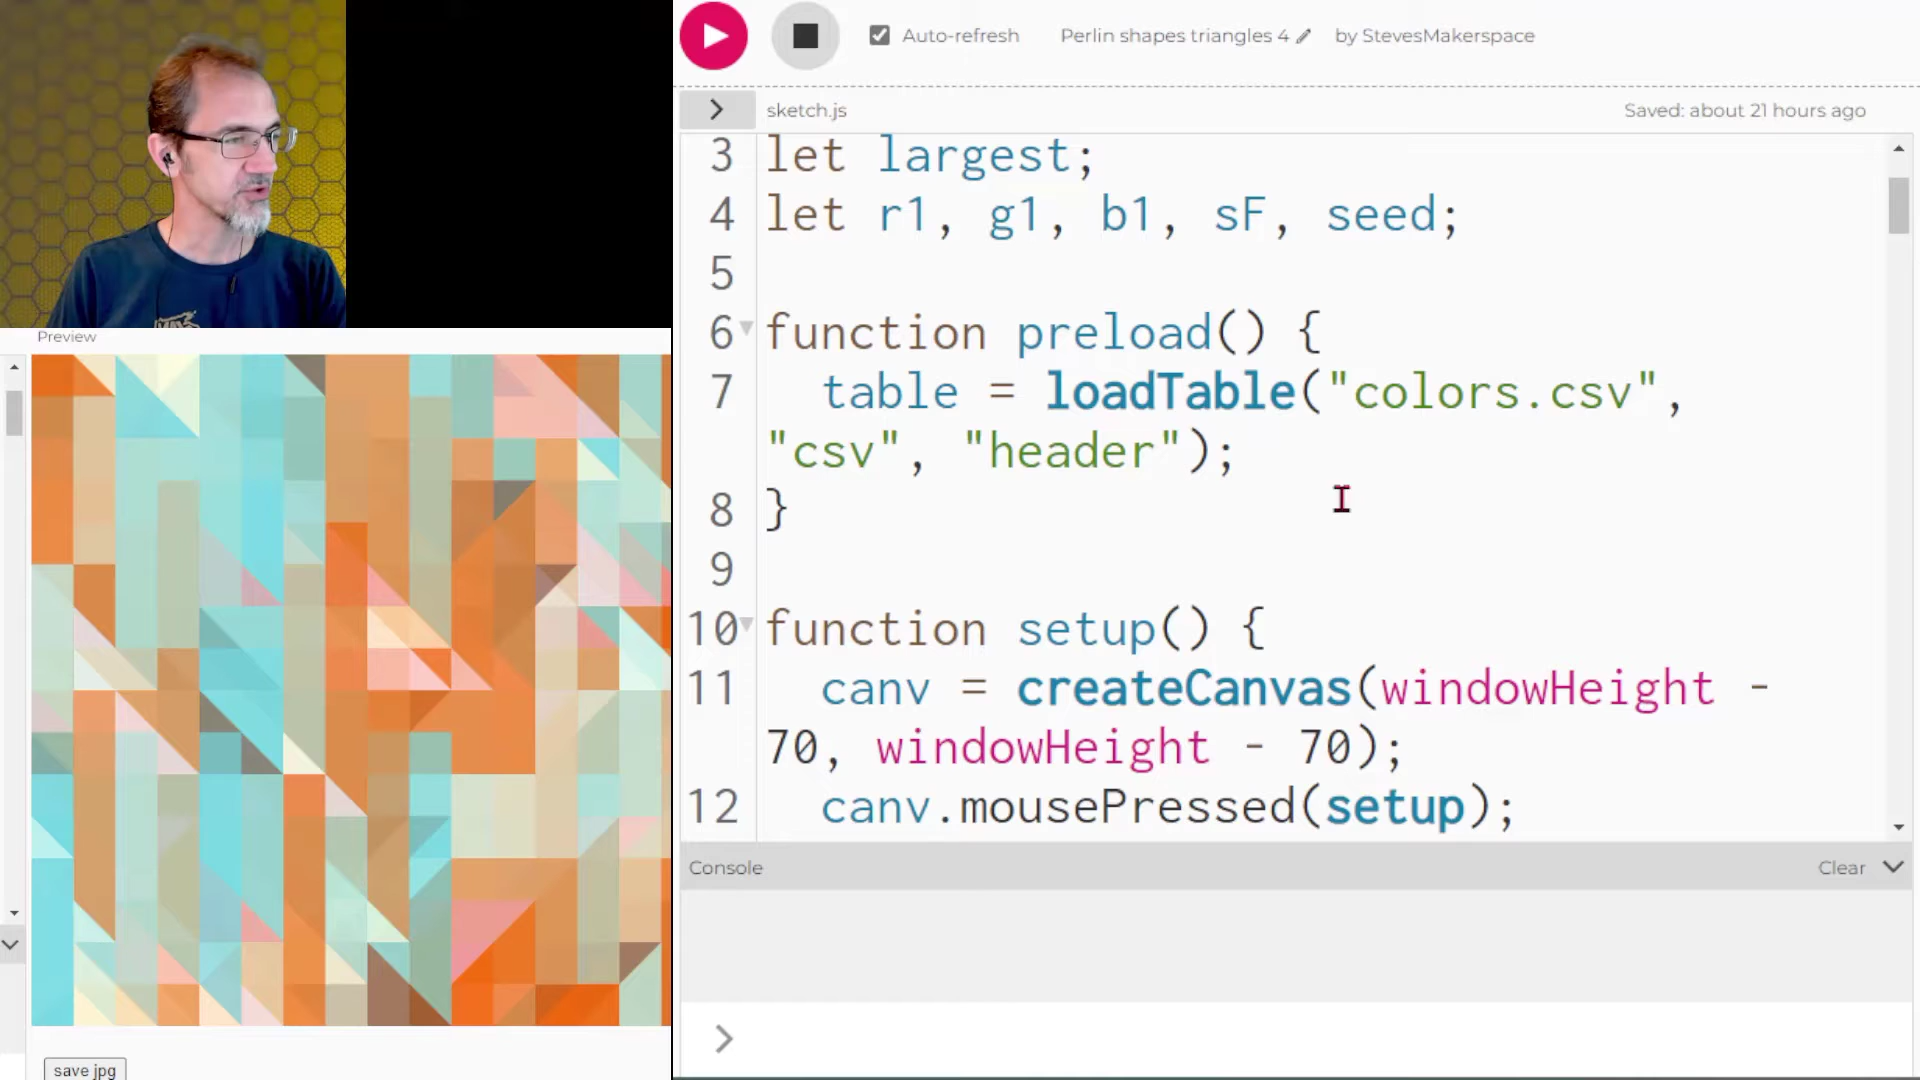 Auto-refresh
Perlin shapes triangles 4
by StevesMakerspace
sketch.js
Saved: about 21 hours ago
3 let largest;
4 let r1, g1, b1, sF, seed;
5
6 function preload() {
7 table = loadTable("colors.csv",
"csv", "header");
8 }
9
10 function setup() {
11 canv = createCanvas(windowHeight -
70, windowHeight - 70);
12 canv.mousePressed(setup);
Console
Clear
Preview
save jpg